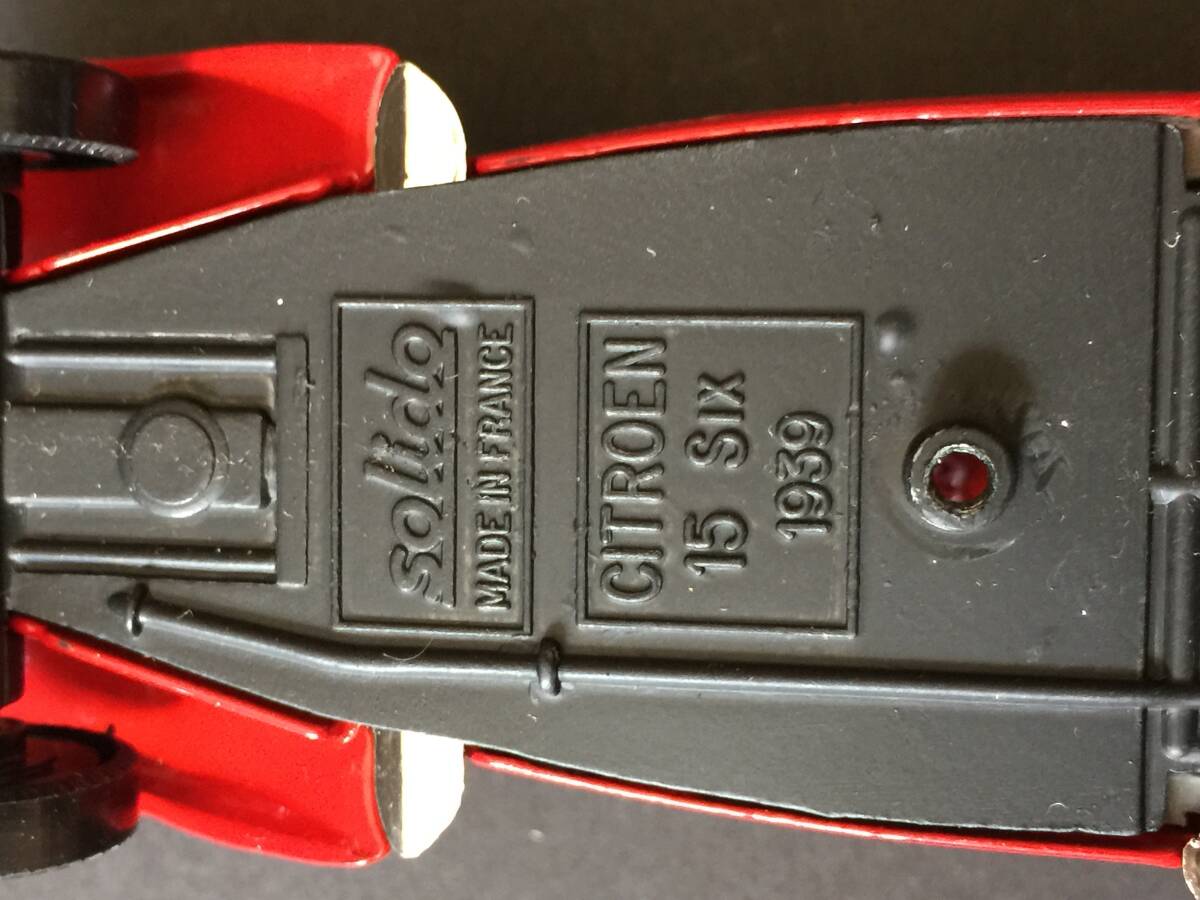 solido
MADE IN FRANCE
CITROEN
15 SIX
1939